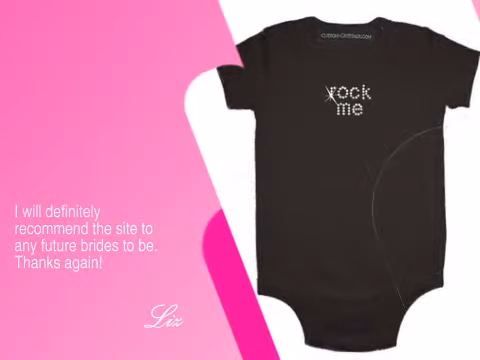 rock
me
I will definitely
recommend the site to
any future brides to be.
Thanks again!
Liz